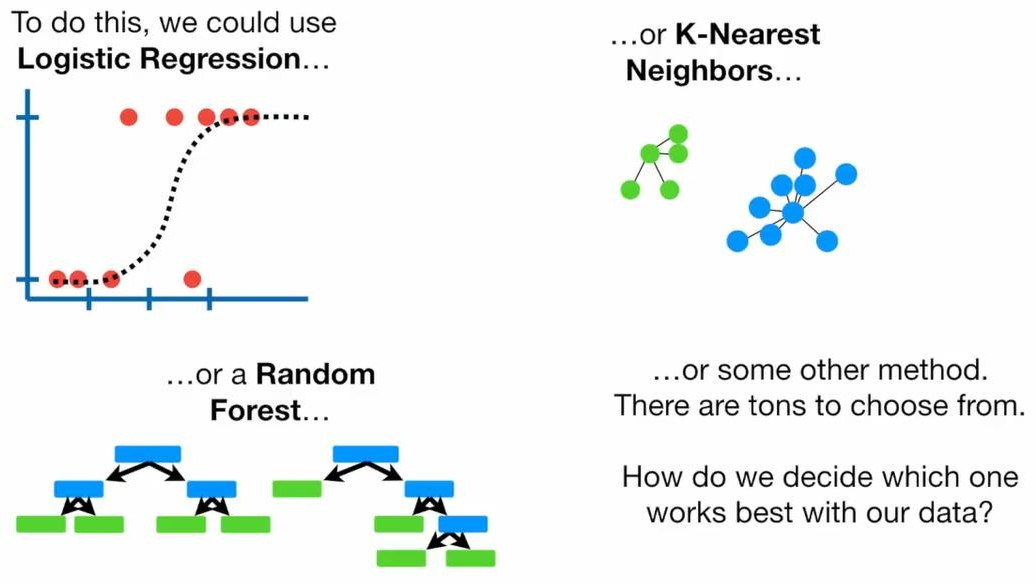 To do this, we could use
Logistic Regression…
…or K-Nearest
Neighbors…
…or a Random
Forest…
…or some other method.
There are tons to choose from.
How do we decide which one
works best with our data?